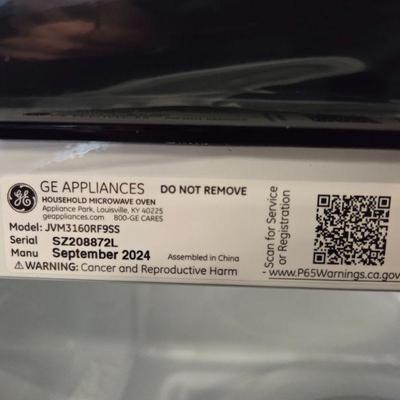 GE APPLIANCES DO NOT REMOVE
HOUSEHOLD MICROWAVE OVEN
Appliance Park, Louisville, KY 40225
geappliances.com 800-GE CARES
Model: JVM3160RF9SS
Serial SZ208872L
Manu September 2024 Assembled in China
⚠WARNING: Cancer and Reproductive Harm
Scan for Service
or Registration
www.P65Warnings.ca.gov